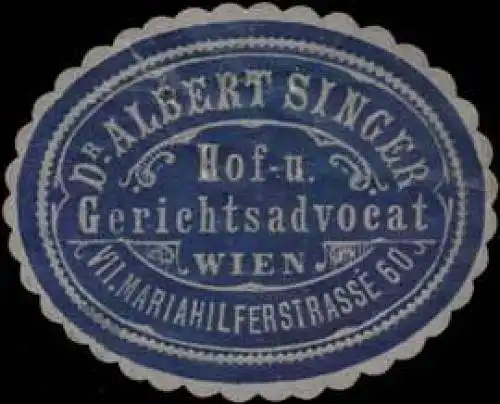 DR ALBERT SINGER
Hof- u.
Gerichtsadvocat
WIEN
VII. MARIAHILFERSTRASSE 60